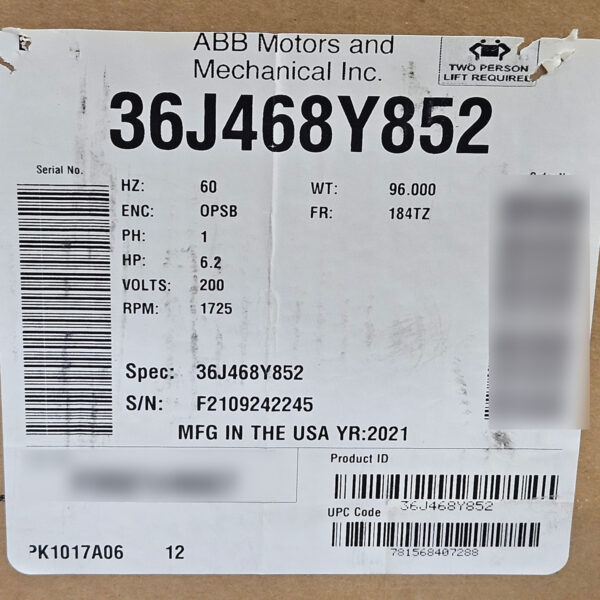 ABB Motors and
Mechanical Inc.
TWO PERSON
LIFT REQUIRED
36J468Y852
Serial No.
HZ: 60 WT: 96.000
ENC: OPSB FR: 184TZ
PH: 1
HP: 6.2
VOLTS: 200
RPM: 1725
Spec: 36J468Y852
S/N: F2109242245
MFG IN THE USA YR:2021
Product ID
36J468Y852
UPC Code
781568407288
PK1017A06 12